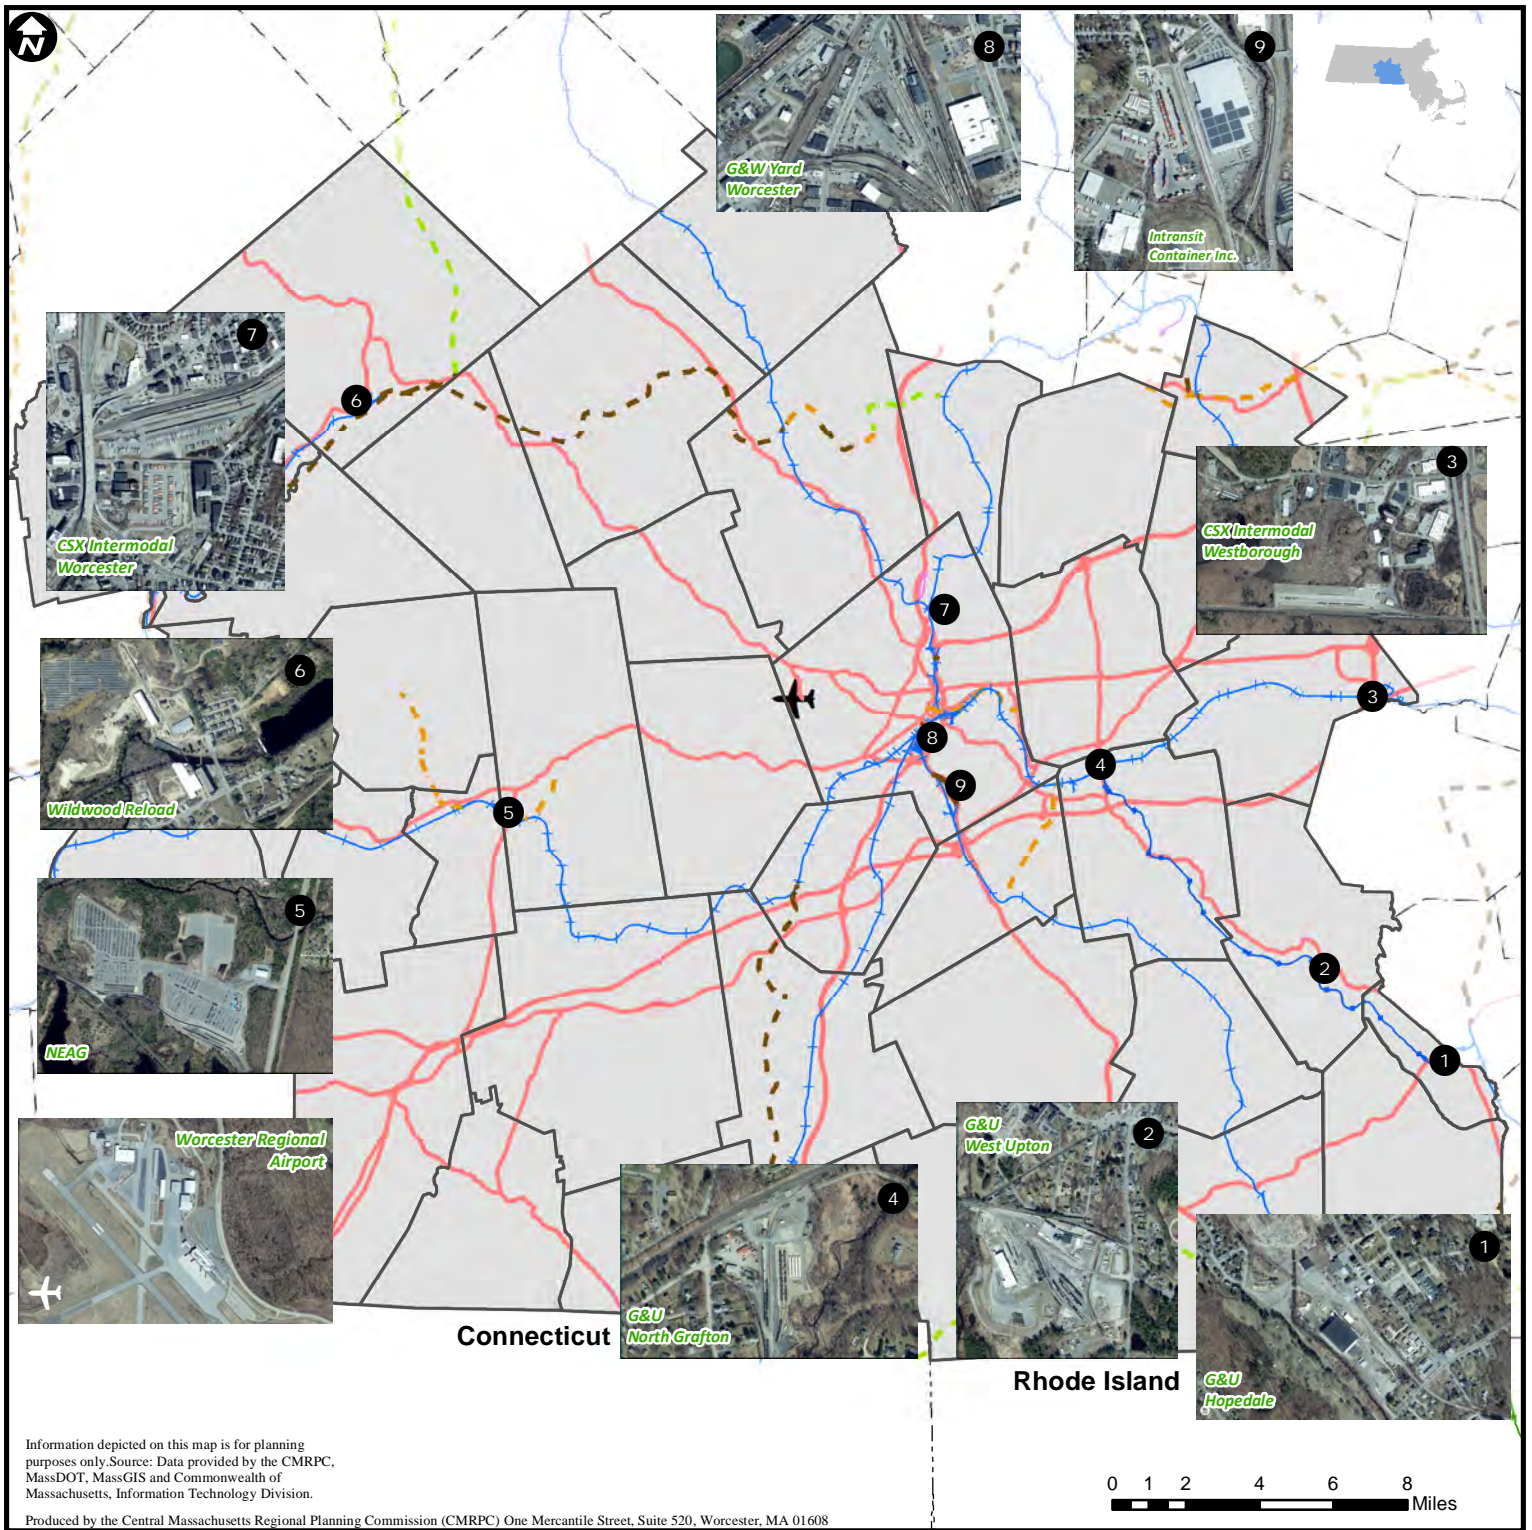 N
8
G&W Yard
Worcester
9
Intransit
Container Inc.
7
CSX Intermodal
Worcester
6
3
CSX Intermodal
Westborough
7
6
Wildwood Reload
3
8
4
9
5
5
NEAG
2
1
Worcester Regional
Airport
4
G&U
North Grafton
G&U
West Upton
2
1
G&U
Hopedale
Connecticut
Rhode Island
Information depicted on this map is for planning
purposes only.Source: Data provided by the CMRPC,
MassDOT, MassGIS and Commonwealth of
Massachusetts, Information Technology Division.
0 1 2 4 6 8
Miles
Produced by the Central Massachusetts Regional Planning Commission (CMRPC) One Mercantile Street, Suite 520, Worcester, MA 01608